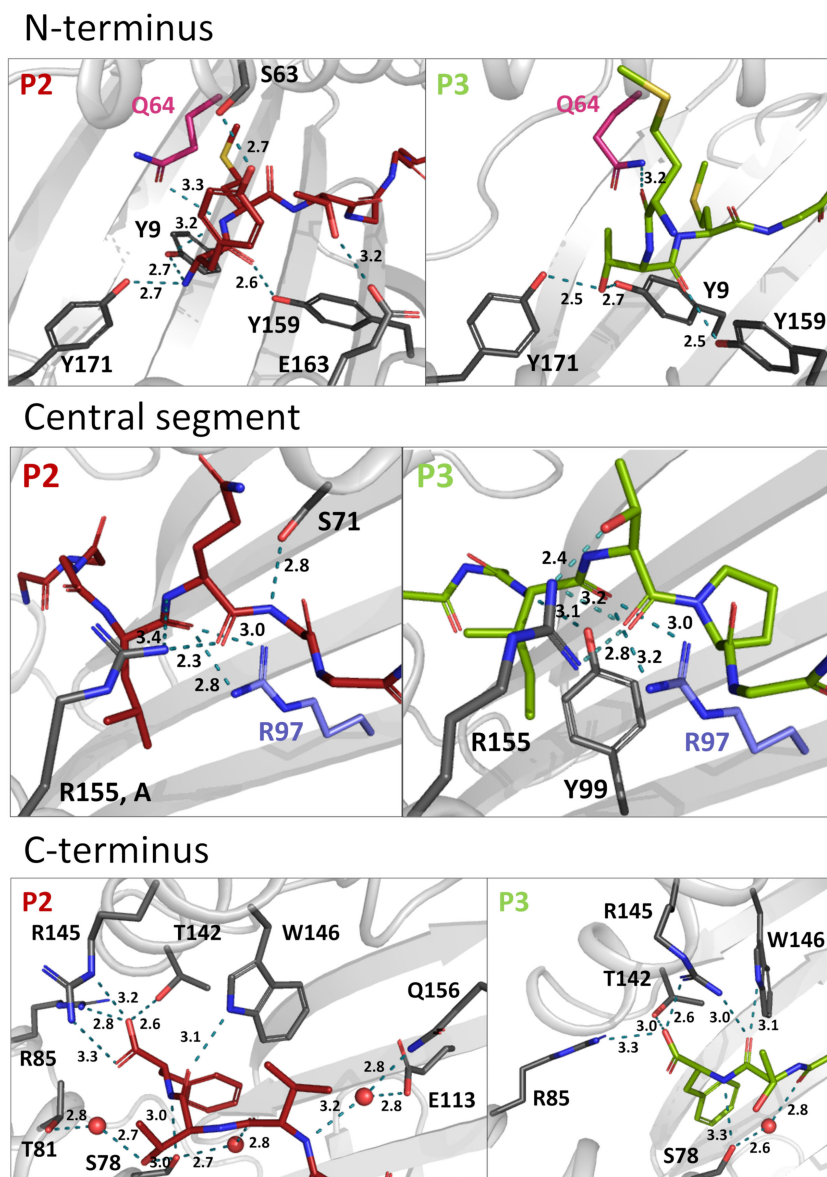 N-terminus
P2
S63
Q64
2.7
3.3
Y9
3.2
2.7
2.7
2.6
3.2
Y171
Y159
E163
P3
Q64
3.2
2.5
2.7
Y9
Y171
2.5
Y159
Central segment
P2
S71
2.8
3.4
3.0
2.3
2.8
R97
R155, A
P3
2.4
3.2
3.1
3.0
2.8
3.2
R155
R97
Y99
C-terminus
P2
R145
T142
W146
Q156
3.2
2.8
2.6
3.1
R85
3.3
2.8
2.8
E113
3.0
3.2
2.8
T81
2.7
2.8
3.0
2.7
S78
P3
R145
W146
T142
3.0
2.6
3.0
3.1
3.3
R85
2.8
3.3
2.6
S78